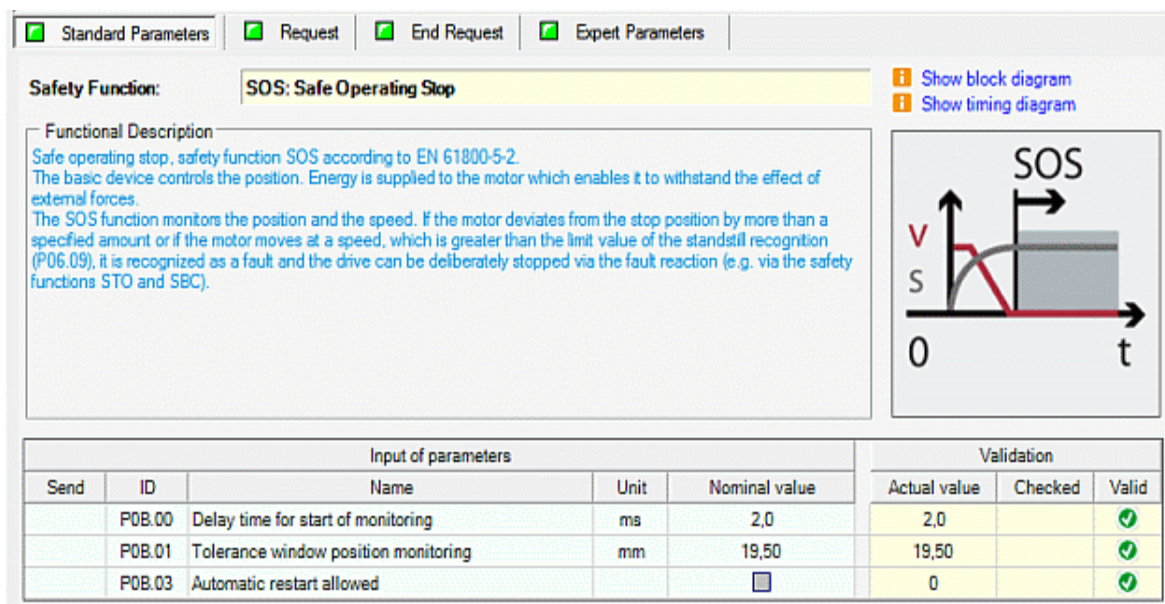 Standard Parameters Request End Request Expert Parameters
Safety Function: SOS: Safe Operating Stop
Show block diagram
Show timing diagram
Functional Description
Safe operating stop, safety function SOS according to EN 61800-5-2.
The basic device controls the position. Energy is supplied to the motor which enables it to withstand the effect of
external forces.
The SOS function monitors the position and the speed. If the motor deviates from the stop position by more than a
specified amount or if the motor moves at a speed, which is greater than the limit value of the standstill recognition
(P06.09), it is recognized as a fault and the drive can be deliberately stopped via the fault reaction (e.g. via the safety
functions STO and SBC).
SOS
V
S
0 t
Input of parameters Validation
Send ID Name Unit Nominal value Actual value Checked Valid
P0B.00 Delay time for start of monitoring ms 2,0 2,0
P0B.01 Tolerance window position monitoring mm 19,50 19,50
P0B.03 Automatic restart allowed 0